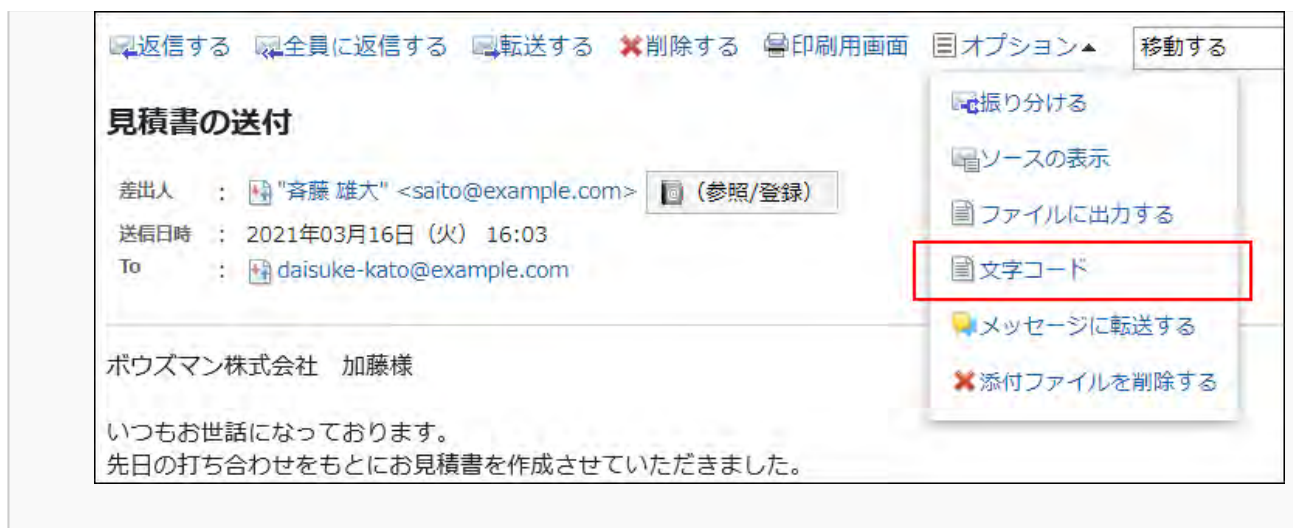 返信する 全員に返信する 転送する 削除する 印刷用画面 オプション▲ 移動する
見積書の送付
差出人 : "斉藤 雄大" <saito@example.com> (参照/登録)
送信日時 : 2021年03月16日(火) 16:03
To : daisuke-kato@example.com
振り分ける
ソースの表示
ファイルに出力する
文字コード
メッセージに転送する
添付ファイルを削除する
ボウズマン株式会社 加藤様
いつもお世話になっております。
先日の打ち合わせをもとにお見積書を作成させていただきました。